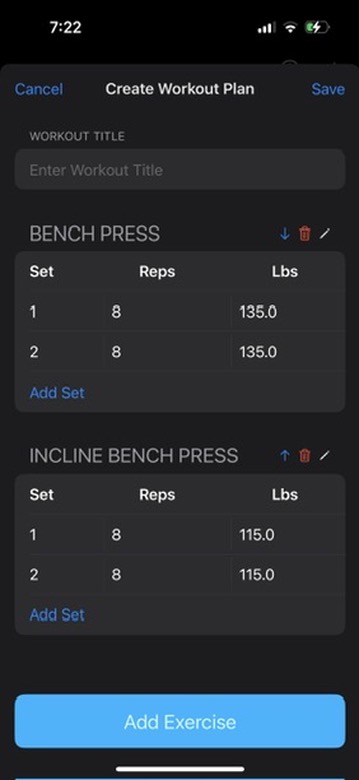 7:22
Cancel Create Workout Plan Save
WORKOUT TITLE
Enter Workout Title
BENCH PRESS
Set Reps Lbs
1 8 135.0
2 8 135.0
Add Set
INCLINE BENCH PRESS
Set Reps Lbs
1 8 115.0
2 8 115.0
Add Set
Add Exercise